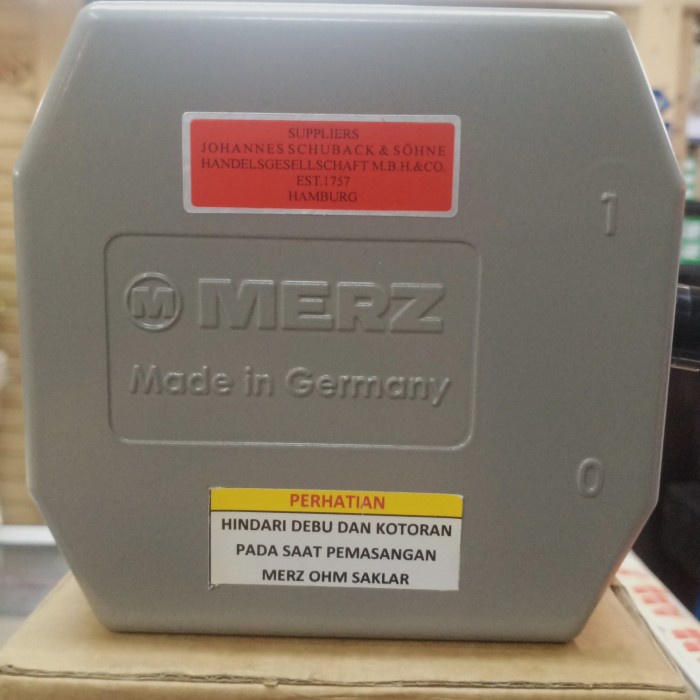 SUPPLIERS
JOHANNES SCHUBACK & SÖHNE
HANDELSGESELLSCHAFT M.B.H.&CO.
EST.1757
HAMBURG
1
M MERZ
Made in Germany
0
PERHATIAN
HINDARI DEBU DAN KOTORAN
PADA SAAT PEMASANGAN
MERZ OHM SAKLAR